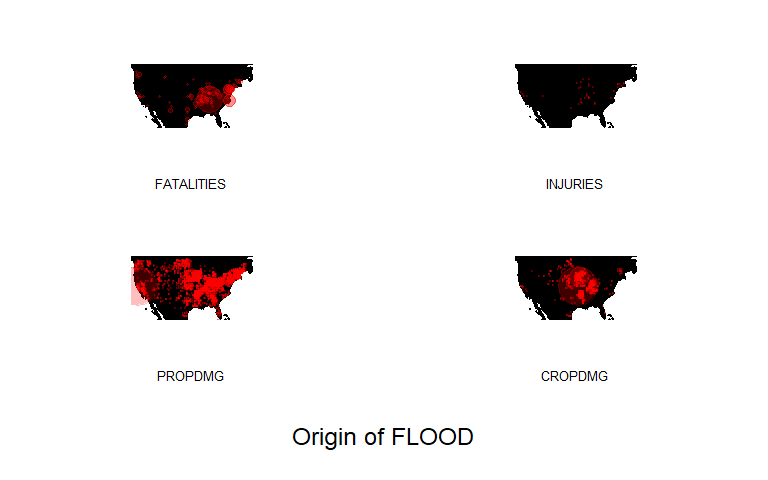 FATALITIES
INJURIES
PROPDMG
CROPDMG
Origin of FLOOD